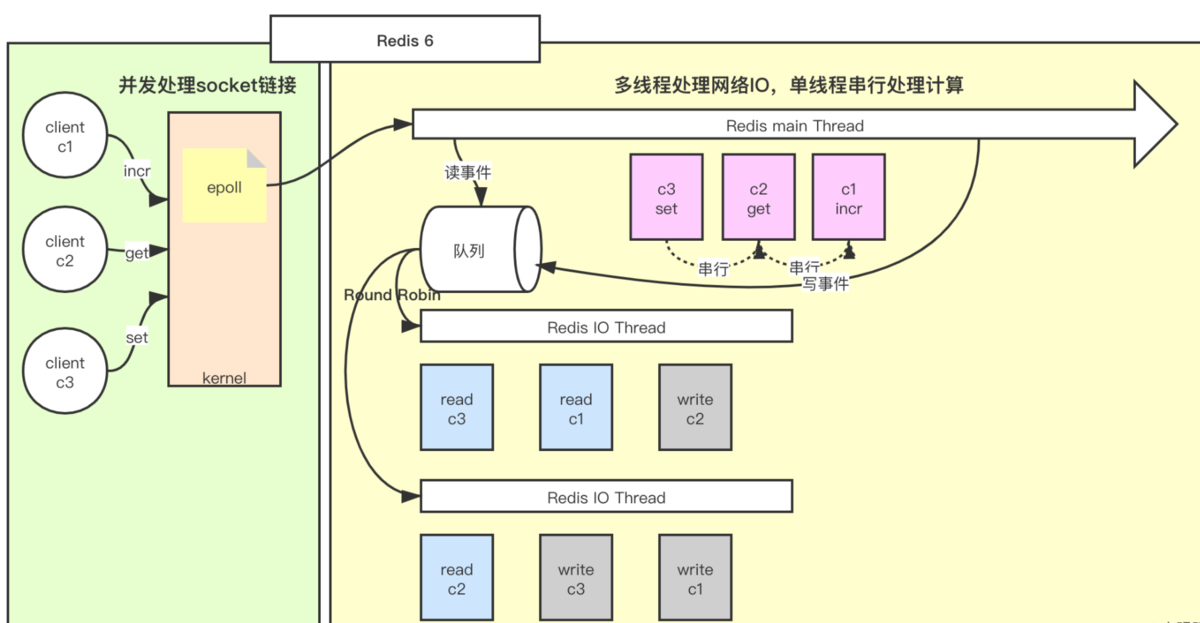 Redis 6
并发处理socket链接
多线程处理网络IO，单线程串行处理计算
client
c1
incr
client
c2
get
client
c3
set
epoll
kernel
Redis main Thread
读事件
c3
set
c2
get
c1
incr
串行
串行
写事件
队列
Round Robin
Redis IO Thread
read
c3
read
c1
write
c2
Redis IO Thread
read
c2
write
c3
write
c1